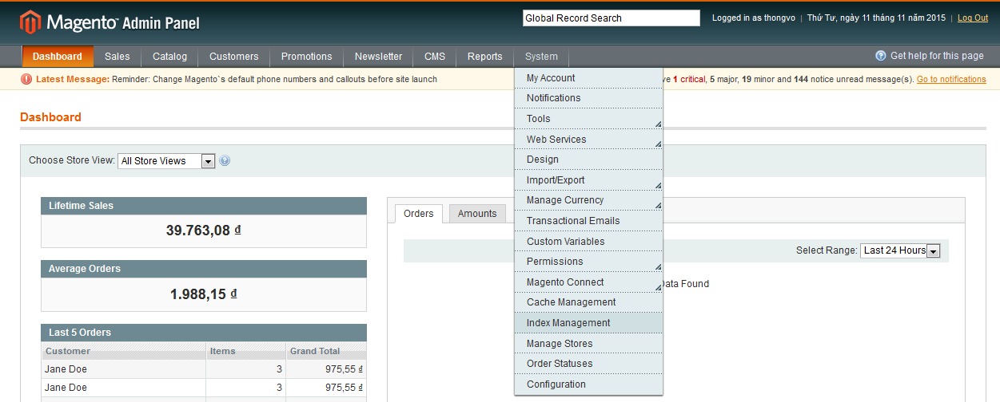 Magento™ Admin Panel
Global Record Search
Logged in as thongvo | Thứ Tư, ngày 11 tháng 11 năm 2015 | Log Out
Dashboard Sales Catalog Customers Promotions Newsletter CMS Reports System
Get help for this page
Latest Message: Reminder: Change Magento`s default phone numbers and callouts before site launch
1 critical, 5 major, 19 minor and 144 notice unread message(s). Go to notifications
My Account
Notifications
Tools
Web Services
Design
Import/Export
Manage Currency
Transactional Emails
Custom Variables
Permissions
Magento Connect
Cache Management
Index Management
Manage Stores
Order Statuses
Configuration
Dashboard
Choose Store View: All Store Views
Lifetime Sales
39.763,08 ₫
Average Orders
1.988,15 ₫
Last 5 Orders
Customer Items Grand Total
Jane Doe 3 975,55 ₫
Jane Doe 3 975,55 ₫
Orders Amounts
Select Range: Last 24 Hours
Data Found